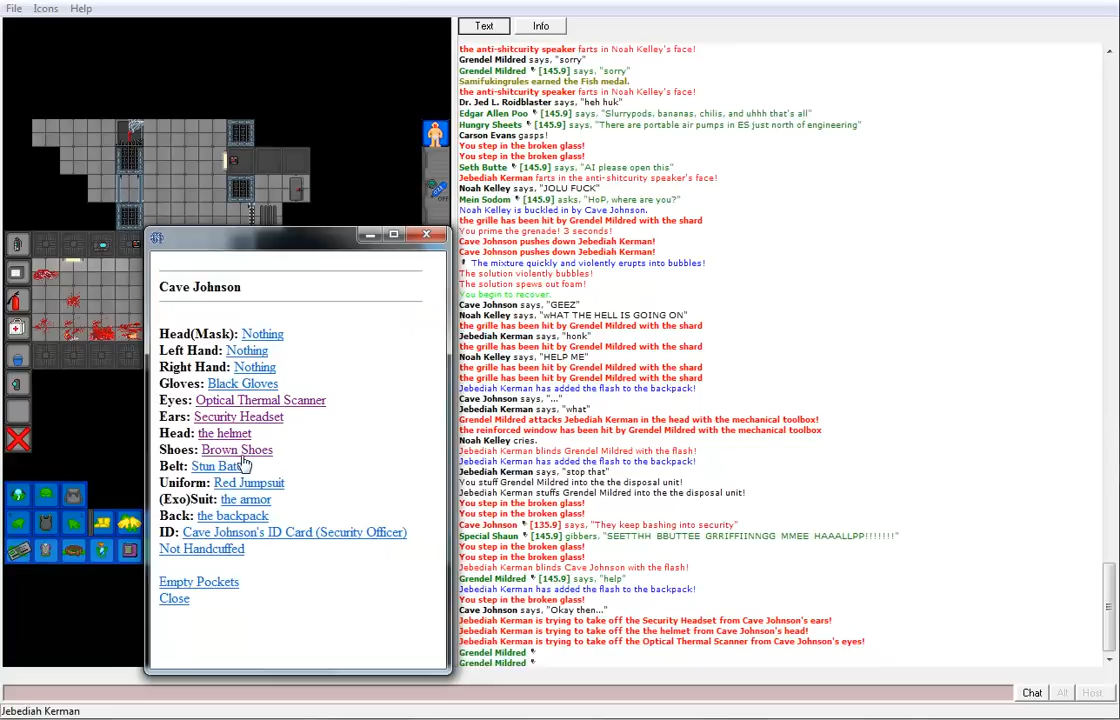 File Icons Help
Text Info
the anti-shitcurity speaker farts in Noah Kelley's face!
Grendel Mildred says, "sorry"
Grendel Mildred [145.9] says, "sorry"
Samifukingrules earned the Fish medal.
the anti-shitcurity speaker farts in Noah Kelley's face!
Dr. Jed L. Roidblaster says, "heh huk"
Edgar Allen Poo [145.9] says, "Slurrypods, bananas, chilis, and uhhh that's all"
Hungry Sheets [145.9] says, "There are portable air pumps in ES just north of engineering"
Carson Evans gasps!
You step in the broken glass!
You step in the broken glass!
Seth Butte [145.9] says, "AI please open this"
Jebediah Kerman farts in the anti-shitcurity speaker's face!
Noah Kelley says, "JOLU FUCK"
Mein Sodom [145.9] asks, "HoP, where are you?"
Noah Kelley is buckled in by Cave Johnson.
the grille has been hit by Grendel Mildred with the shard
You prime the grenade! 3 seconds!
Cave Johnson pushes down Jebediah Kerman!
Cave Johnson pushes down Jebediah Kerman!
The mixture quickly and violently erupts into bubbles!
The solution violently bubbles!
The solution spews out foam!
You begin to recover.
Cave Johnson says, "GEEZ"
Noah Kelley says, "wHAT THE HELL IS GOING ON"
the grille has been hit by Grendel Mildred with the shard
Jebediah Kerman says, "honk"
the grille has been hit by Grendel Mildred with the shard
Noah Kelley says, "HELP ME"
the grille has been hit by Grendel Mildred with the shard
the grille has been hit by Grendel Mildred with the shard
Jebediah Kerman has added the flash to the backpack!
Cave Johnson says, "..."
Jebediah Kerman says, "what"
Grendel Mildred attacks Jebediah Kerman in the head with the mechanical toolbox!
the reinforced window has been hit by Grendel Mildred with the mechanical toolbox
Noah Kelley cries.
Jebediah Kerman blinds Grendel Mildred with the flash!
Jebediah Kerman has added the flash to the backpack!
Jebediah Kerman says, "stop that"
You stuff Grendel Mildred into the the disposal unit!
Jebediah Kerman stuffs Grendel Mildred into the the disposal unit!
You step in the broken glass!
You step in the broken glass!
Cave Johnson [135.9] says, "They keep bashing into security"
Special Shaun [145.9] gibbers, "SEETTHH BBUTTEE GRRIFFIINNGG MMEE HAAALLPP!!!!!!!"
You step in the broken glass!
You step in the broken glass!
Jebediah Kerman blinds Cave Johnson with the flash!
Grendel Mildred [145.9] says, "help"
Jebediah Kerman has added the flash to the backpack!
You step in the broken glass!
Cave Johnson says, "Okay then..."
Jebediah Kerman is trying to take off the Security Headset from Cave Johnson's ears!
Jebediah Kerman is trying to take off the the helmet from Cave Johnson's head!
Jebediah Kerman is trying to take off the Optical Thermal Scanner from Cave Johnson's eyes!
Grendel Mildred
Grendel Mildred
OFF
Cave Johnson
Head(Mask): Nothing
Left Hand: Nothing
Right Hand: Nothing
Gloves: Black Gloves
Eyes: Optical Thermal Scanner
Ears: Security Headset
Head: the helmet
Shoes: Brown Shoes
Belt: Stun Bat
Uniform: Red Jumpsuit
(Exo)Suit: the armor
Back: the backpack
ID: Cave Johnson's ID Card (Security Officer)
Not Handcuffed
Empty Pockets
Close
Chat Alt Host
Jebediah Kerman